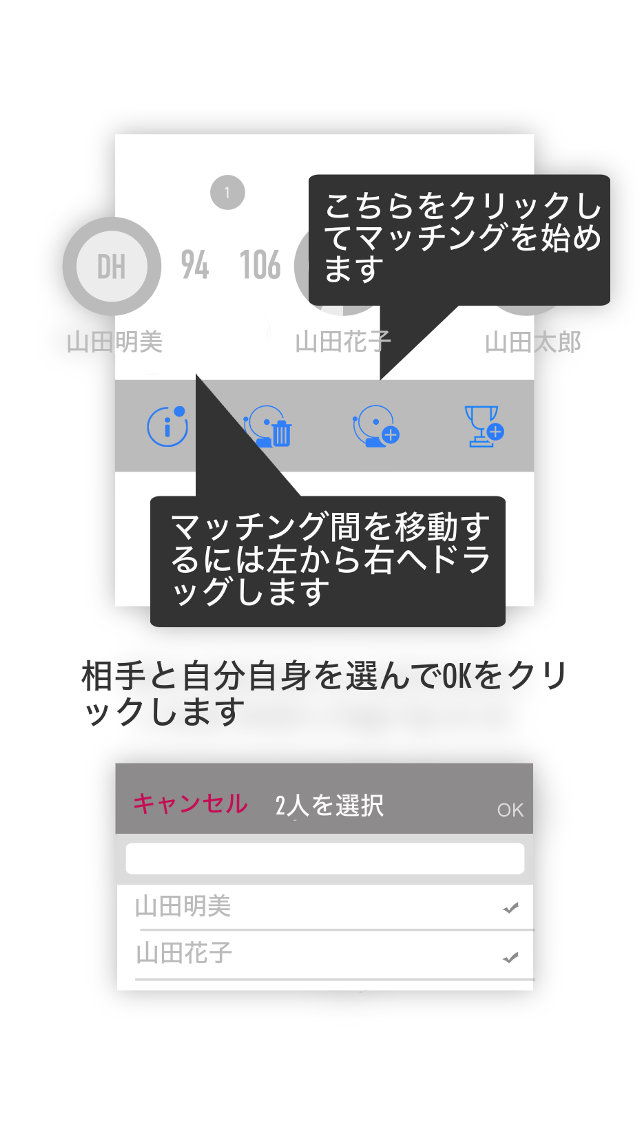 1
こちらをクリックし
てマッチングを始め
ます
DH 94 106
山田明美 山田花子 山田太郎
マッチング間を移動す
るには左から右へドラ
ッグします
相手と自分自身を選んでOKをクリ
ックします
キャンセル 2人を選択 OK
山田明美
山田花子